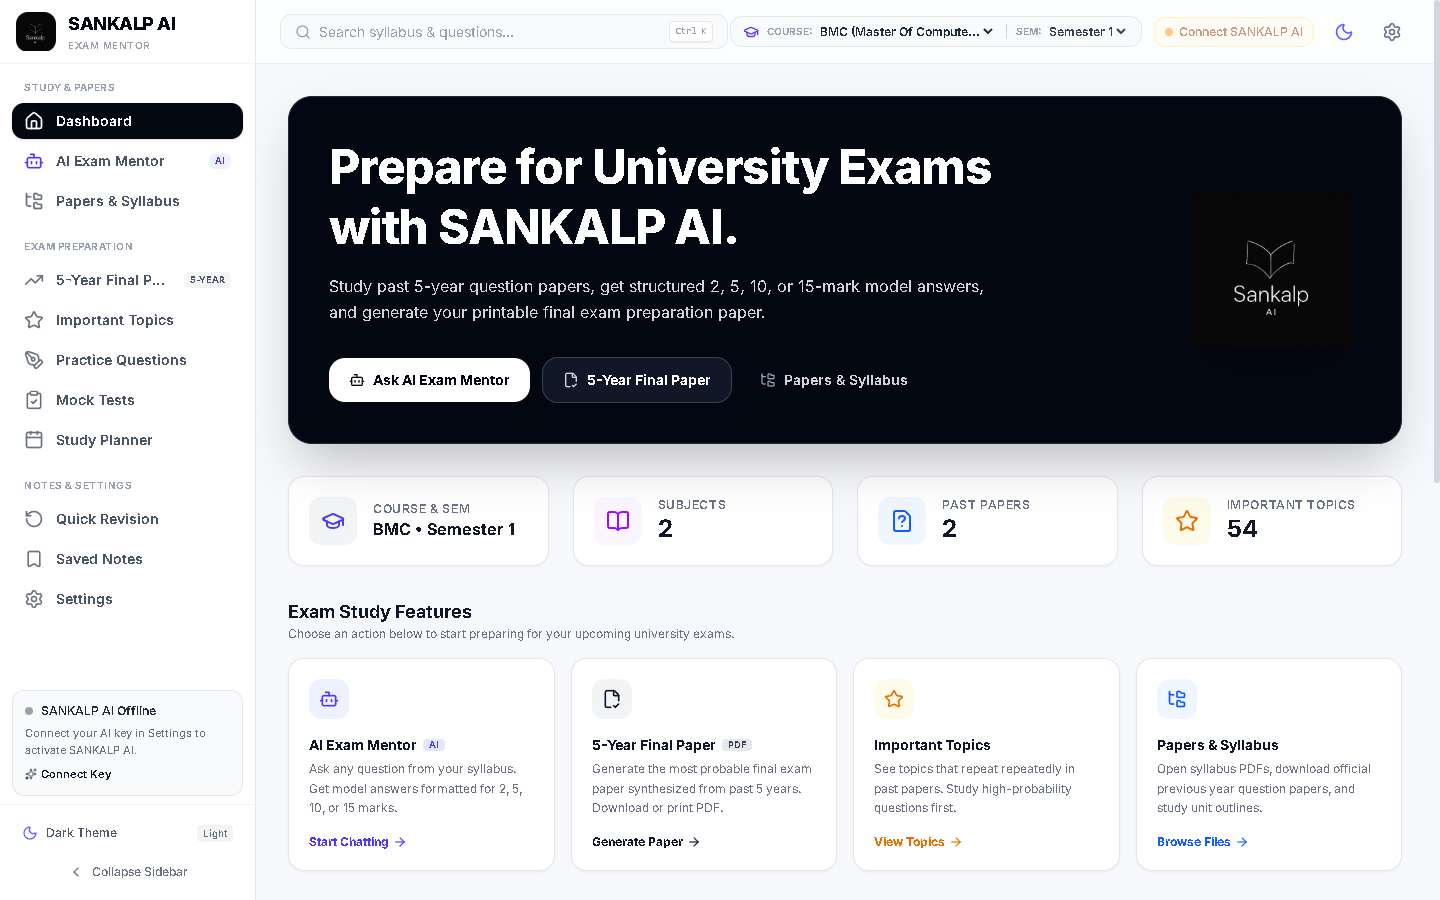 SANKALP AI
EXAM MENTOR
STUDY & PAPERS
Dashboard
AI Exam Mentor AI
Papers & Syllabus
EXAM PREPARATION
5-Year Final P... 5-YEAR
Important Topics
Practice Questions
Mock Tests
Study Planner
NOTES & SETTINGS
Quick Revision
Saved Notes
Settings
SANKALP AI Offline
Connect your AI key in Settings to
activate SANKALP AI.
Connect Key
Dark Theme Light
Collapse Sidebar
Search syllabus & questions... Ctrl K
COURSE: BMC (Master Of Compute... SEM: Semester 1
Connect SANKALP AI
Prepare for University Exams
with SANKALP AI.
Study past 5-year question papers, get structured 2, 5, 10, or 15-mark model answers,
and generate your printable final exam preparation paper.
Ask AI Exam Mentor
5-Year Final Paper
Papers & Syllabus
Sankalp
AI
COURSE & SEM
BMC • Semester 1
SUBJECTS
2
PAST PAPERS
2
IMPORTANT TOPICS
54
Exam Study Features
Choose an action below to start preparing for your upcoming university exams.
AI Exam Mentor AI
Ask any question from your syllabus.
Get model answers formatted for 2, 5,
10, or 15 marks.
Start Chatting →
5-Year Final Paper PDF
Generate the most probable final exam
paper synthesized from past 5 years.
Download or print PDF.
Generate Paper →
Important Topics
See topics that repeat repeatedly in
past papers. Study high-probability
questions first.
View Topics →
Papers & Syllabus
Open syllabus PDFs, download official
previous year question papers, and
study unit outlines.
Browse Files →